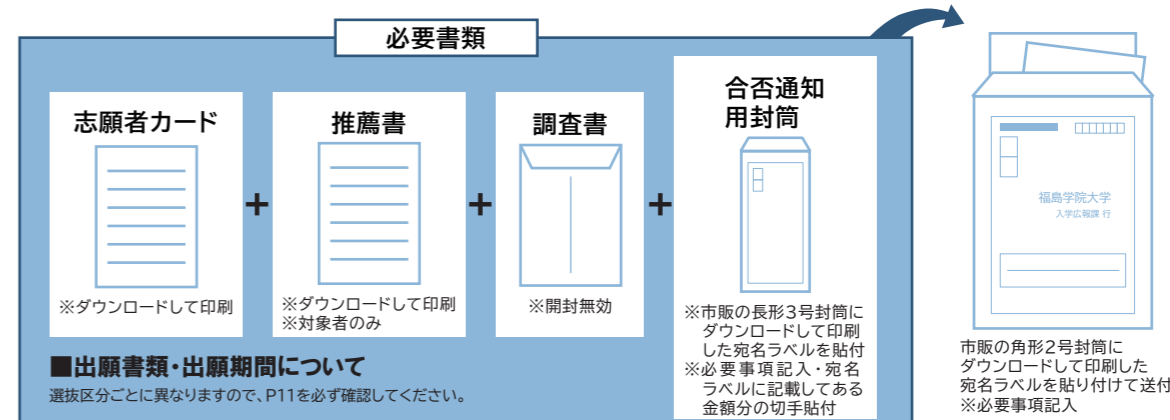 必要書類
志願者カード
※ダウンロードして印刷
+
推薦書
※ダウンロードして印刷
※対象者のみ
+
調査書
※開封無効
+
合否通知
用封筒
※市販の長形3号封筒に
ダウンロードして印刷
した宛名ラベルを貼付
※必要事項記入・宛名
ラベルに記載してある
金額分の切手貼付
■出願書類・出願期間について
選抜区分ごとに異なりますので、P11を必ず確認してください。
福島学院大学
入学広報課 行
市販の角形2号封筒に
ダウンロードして印刷した
宛名ラベルを貼り付けて送付
※必要事項記入